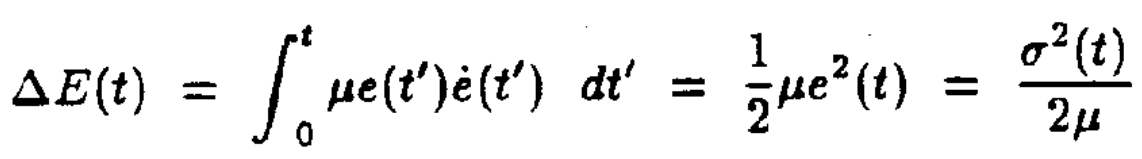 ΔE(t) = ∫₀ᵗ μe(t′)ė(t′) dt′ = ½μe²(t) = σ²(t)/2μ